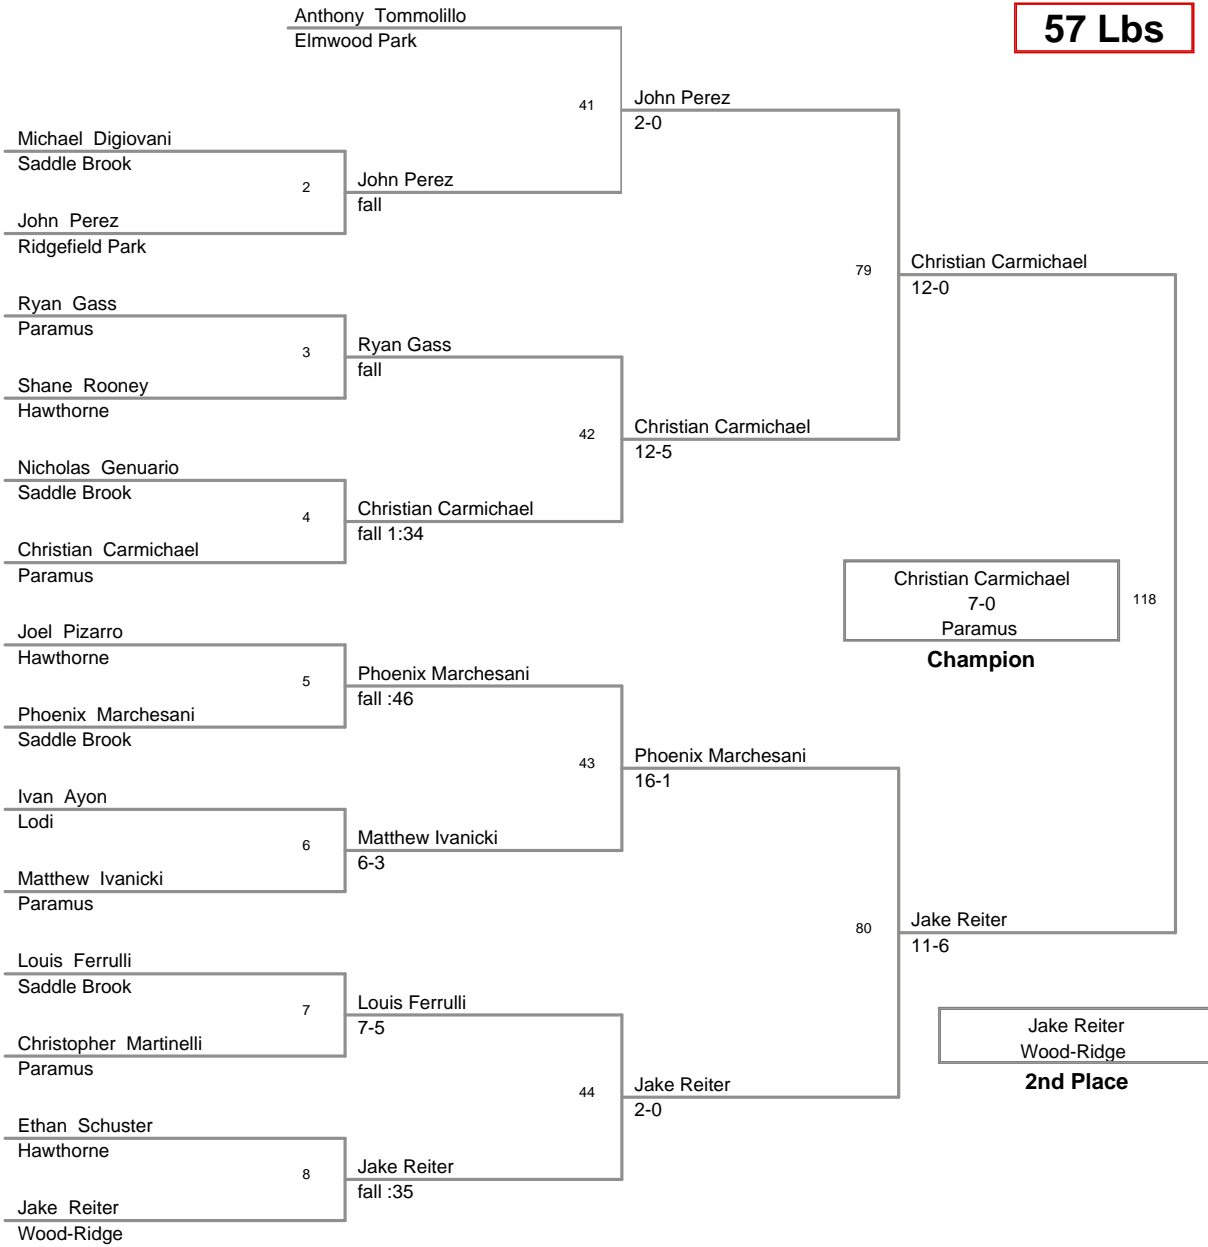 Anthony  Tommolillo
Elmwood Park
57 Lbs
41
John Perez
2-0
Michael  Digiovani
Saddle Brook
2
John Perez
fall
John  Perez
Ridgefield Park
79
Christian Carmichael
12-0
Ryan  Gass
Paramus
3
Ryan Gass
fall
Shane  Rooney
Hawthorne
42
Christian Carmichael
12-5
Nicholas  Genuario
Saddle Brook
4
Christian Carmichael
fall 1:34
Christian  Carmichael
Paramus
Christian Carmichael
7-0
Paramus
118
Champion
Joel  Pizarro
Hawthorne
5
Phoenix Marchesani
fall :46
Phoenix  Marchesani
Saddle Brook
43
Phoenix Marchesani
16-1
Ivan  Ayon
Lodi
6
Matthew Ivanicki
6-3
Matthew  Ivanicki
Paramus
80
Jake Reiter
11-6
Louis  Ferrulli
Saddle Brook
7
Louis Ferrulli
7-5
Christopher  Martinelli
Paramus
Jake Reiter
Wood-Ridge
2nd Place
44
Jake Reiter
2-0
Ethan  Schuster
Hawthorne
8
Jake Reiter
fall :35
Jake  Reiter
Wood-Ridge